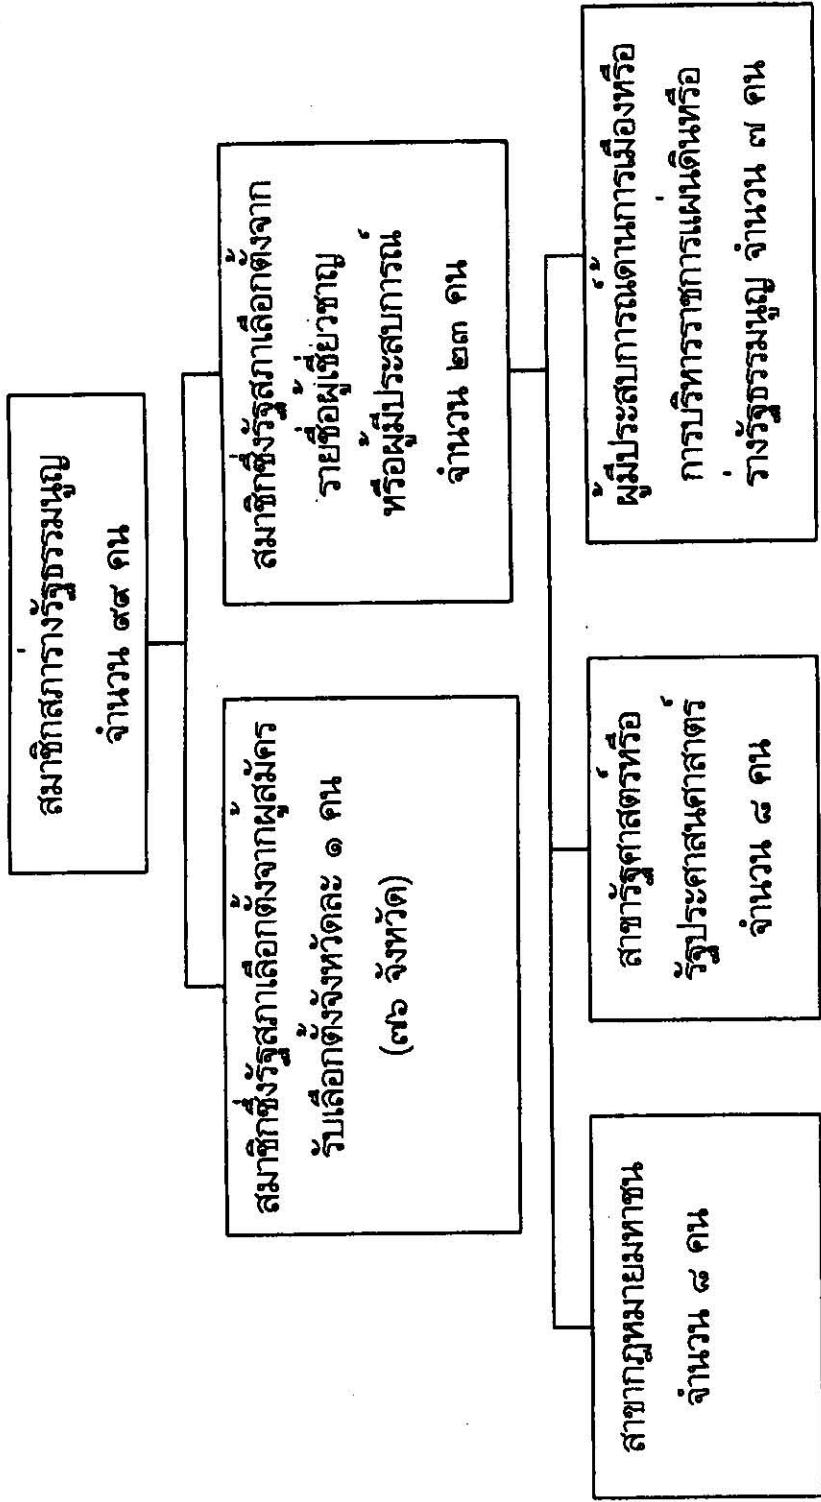 สมาชิกสภาร่างรัฐธรรมนูญ
จำนวน ๙๙ คน
สมาชิกซึ่งรัฐสภาเลือกตั้งจากผู้สมัคร
รับเลือกตั้งจังหวัดละ ๑ คน
(๗๖ จังหวัด)
สมาชิกซึ่งรัฐสภาเลือกตั้งจาก
รายชื่อผู้เชี่ยวชาญ
หรือผู้มีประสบการณ์
จำนวน ๒๓ คน
สาขากฎหมายมหาชน
จำนวน ๘ คน
สาขารัฐศาสตร์หรือ
รัฐประศาสนศาสตร์
จำนวน ๘ คน
ผู้มีประสบการณ์ด้านการเมืองหรือ
การบริหารราชการแผ่นดินหรือ
ร่างรัฐธรรมนูญ จำนวน ๗ คน